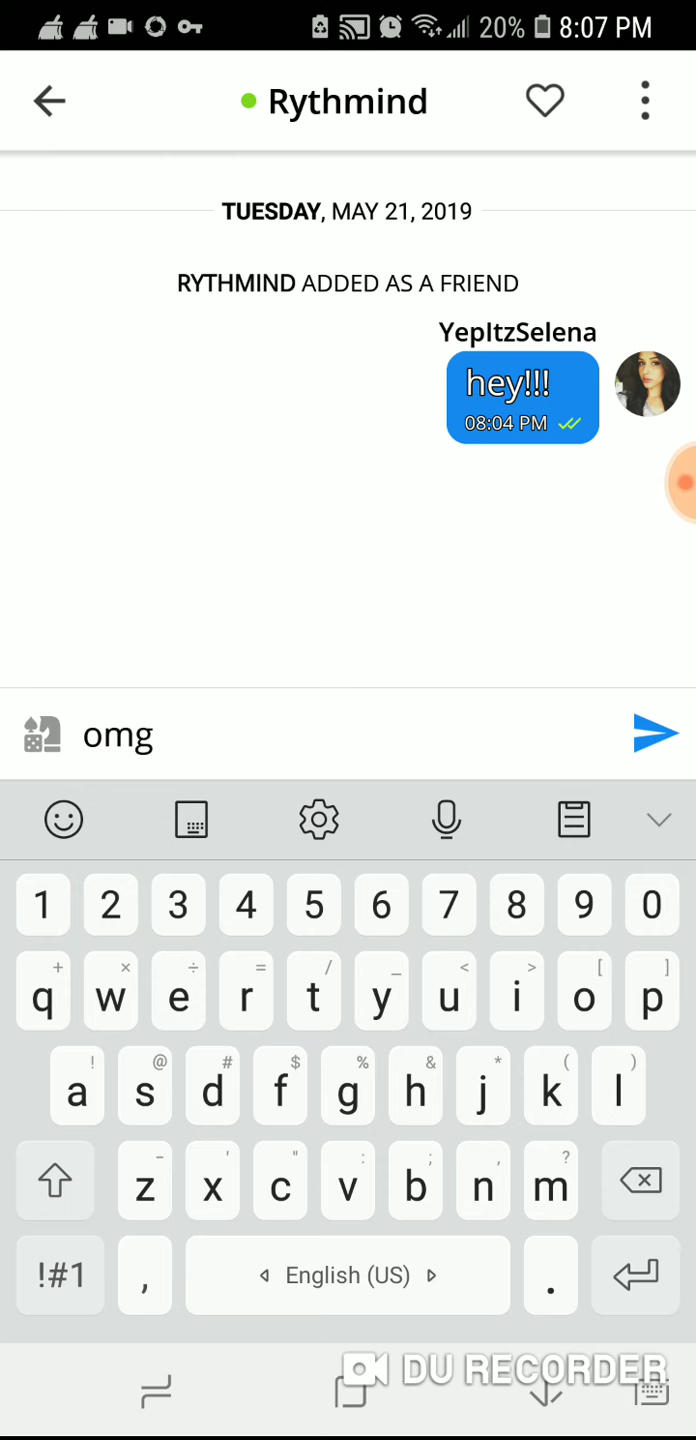 20% 8:07 PM
Rythmind
TUESDAY, MAY 21, 2019
RYTHMIND ADDED AS A FRIEND
YepItzSelena
hey!!!
08:04 PM
omg
1 2 3 4 5 6 7 8 9 0
+ × ÷ = / _ < > [ ]
q w e r t y u i o p
! @ # $ % & * ( )
a s d f g h j k l
- ' " : ; , ?
z x c v b n m
!#1 , English (US) .
DU RECORDER